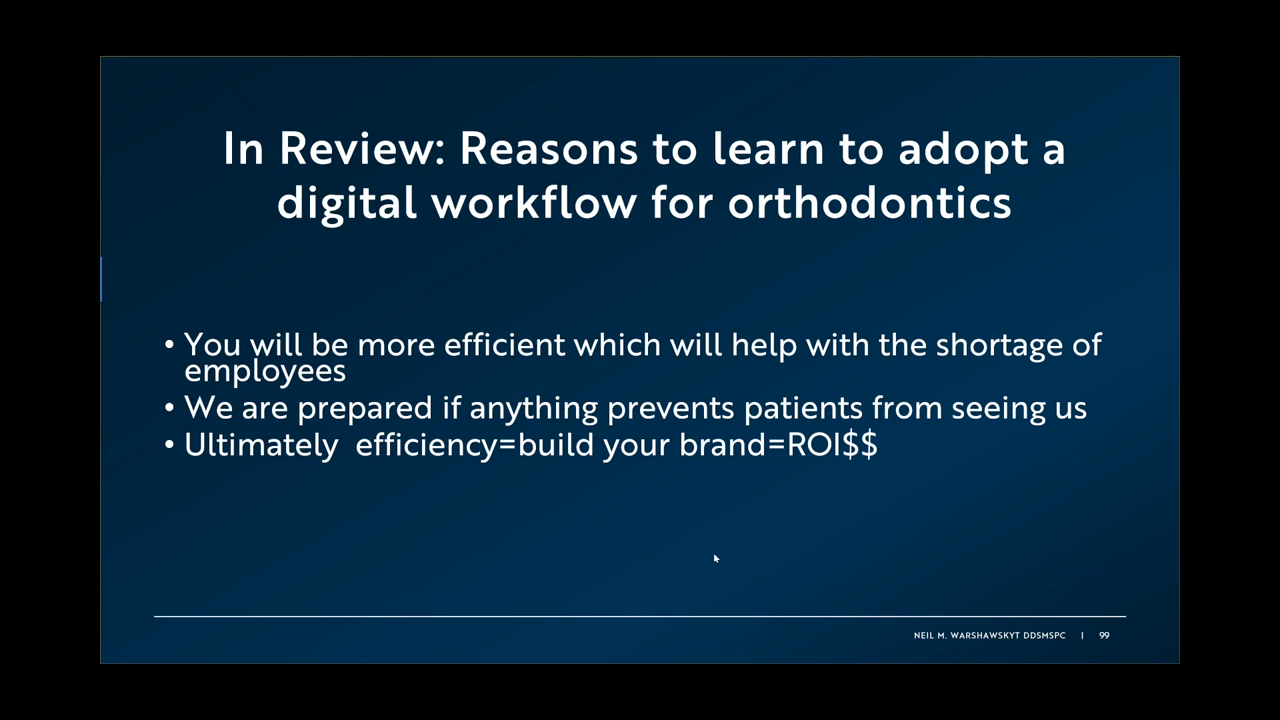 In Review: Reasons to learn to adopt a
digital workflow for orthodontics
• You will be more efficient which will help with the shortage of
employees
• We are prepared if anything prevents patients from seeing us
• Ultimately  efficiency=build your brand=ROI$$
NEIL M. WARSHAWSKYT DDSMSPC | 99